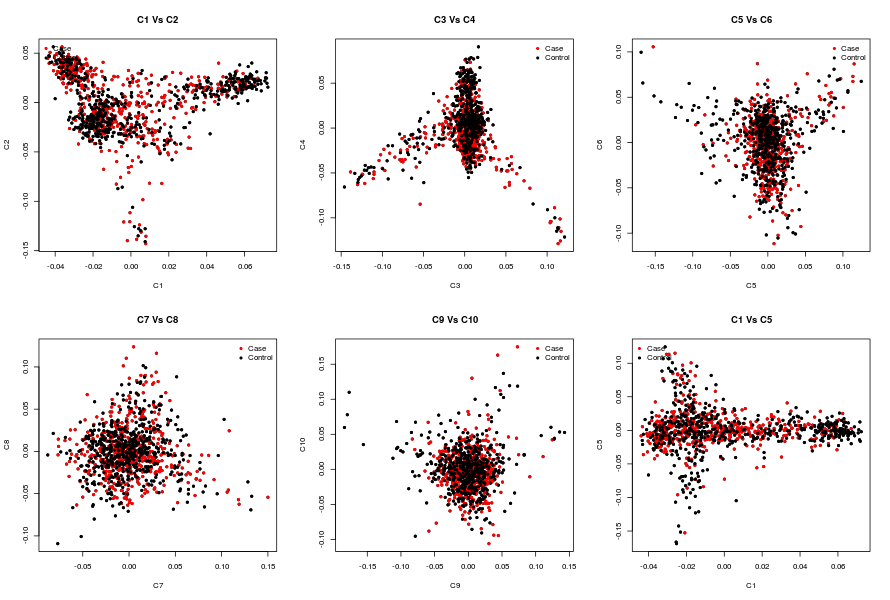 C1 Vs C2
Case
0.05
0.00
-0.05
-0.10
-0.15
C2
-0.04
-0.02
0.00
0.02
0.04
0.06
C1
C3 Vs C4
Case
Control
0.05
0.00
-0.05
-0.10
C4
-0.15
-0.10
-0.05
0.00
0.05
0.10
C3
C5 Vs C6
Case
Control
0.10
0.05
0.00
-0.05
-0.10
C6
-0.15
-0.10
-0.05
0.00
0.05
0.10
C5
C7 Vs C8
Case
Control
0.10
0.05
0.00
-0.05
-0.10
C8
-0.05
0.00
0.05
0.10
0.15
C7
C9 Vs C10
Case
Control
0.15
0.10
0.05
0.00
-0.05
-0.10
C10
-0.15
-0.10
-0.05
0.00
0.05
0.10
0.15
C9
C1 Vs C5
Case
Control
0.10
0.05
0.00
-0.05
-0.10
-0.15
C5
-0.04
-0.02
0.00
0.02
0.04
0.06
C1